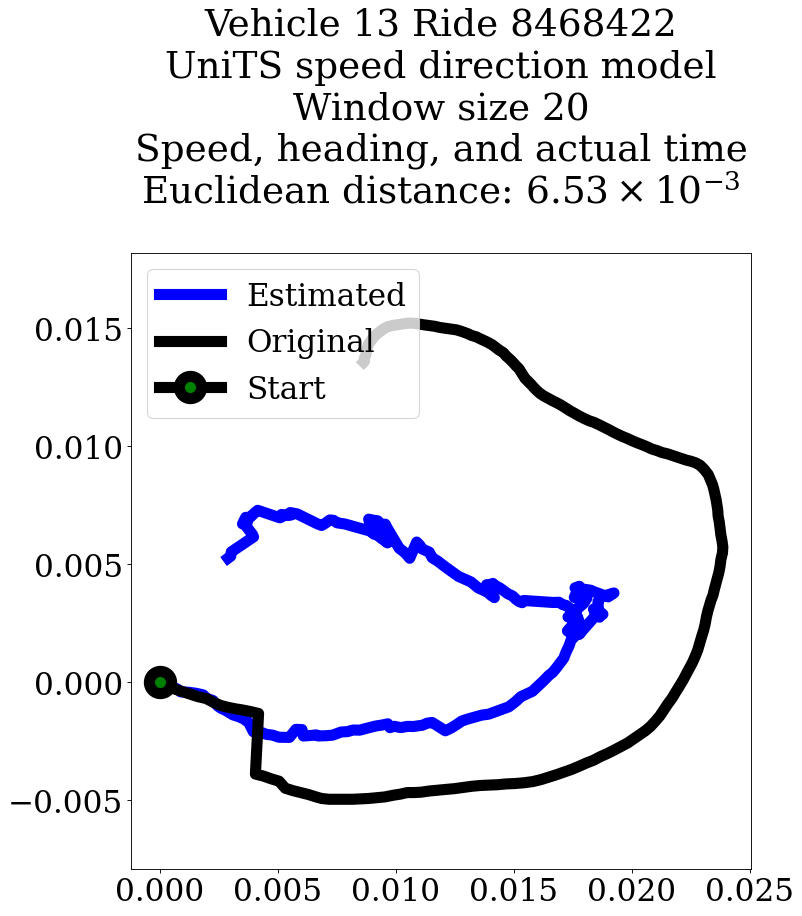 Vehicle 13 Ride 8468422
UniTS speed direction model
Window size 20
Speed, heading, and actual time
Euclidean distance: 6.53 × 10⁻³
Estimated
Original
Start
0.015
0.010
0.005
0.000
−0.005
0.000 0.005 0.010 0.015 0.020 0.025